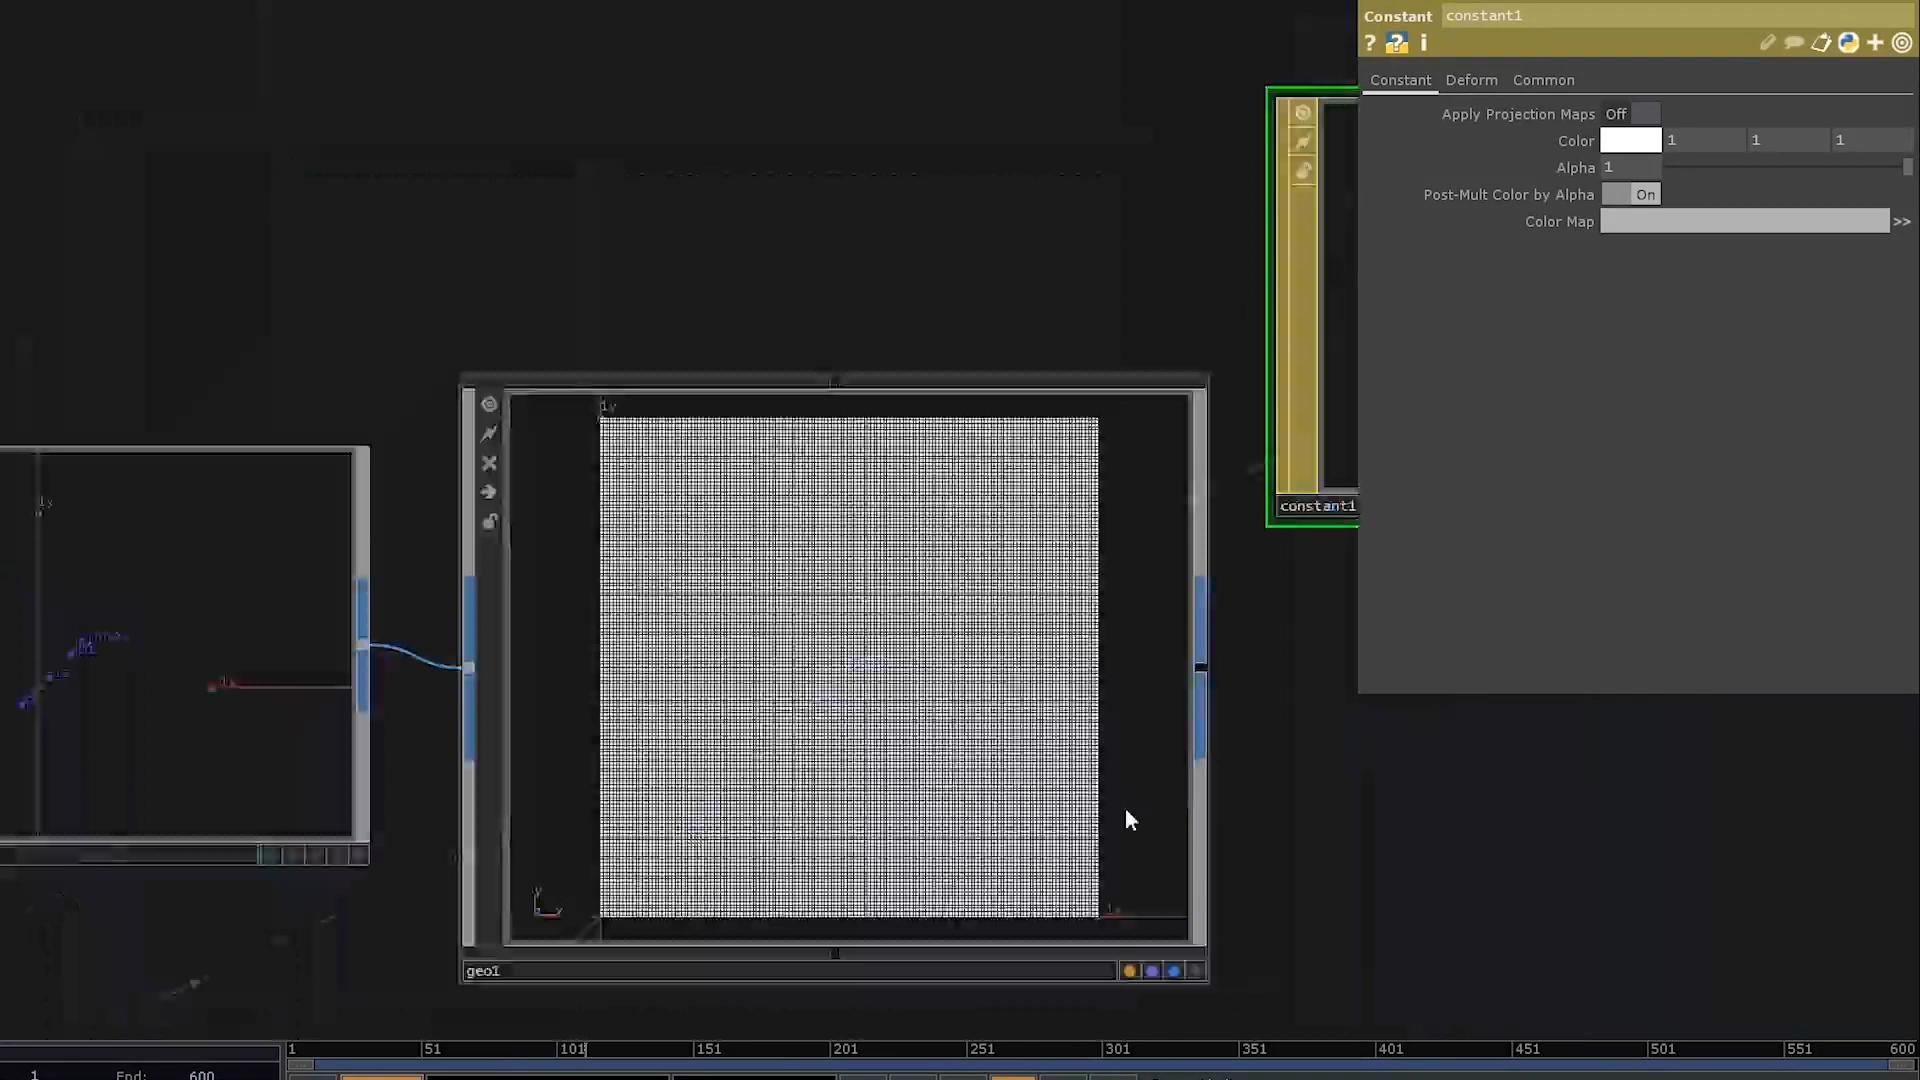 Constant constant1
? ? i
Constant Deform Common
Apply Projection Maps Off
Color 1 1 1
Alpha 1
Post-Mult Color by Alpha On
Color Map >>
constant1
geo1
1 51 101 151 201 251 301 351 401 451 501 551 600
1 End: 600